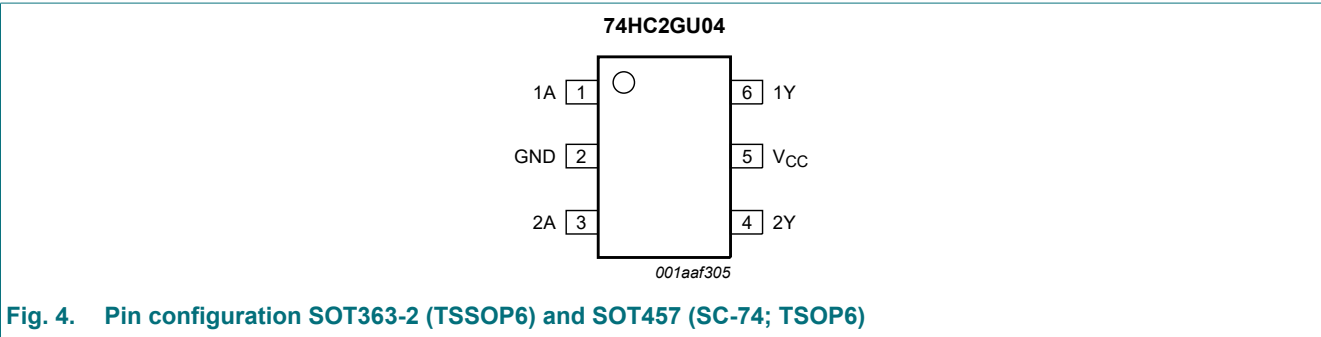 74HC2GU04
1A 1 6 1Y
GND 2 5 VCC
2A 3 4 2Y
001aaf305
Fig. 4. Pin configuration SOT363-2 (TSSOP6) and SOT457 (SC-74; TSOP6)